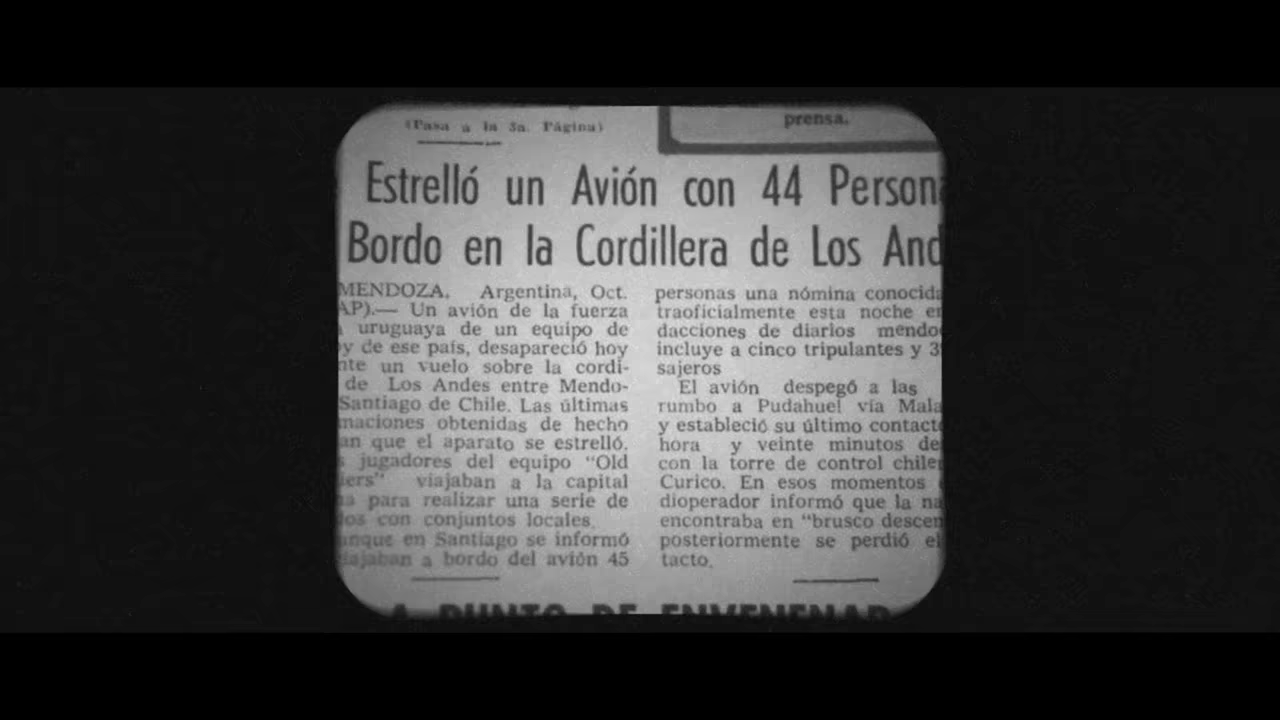 (Pasa a la 3a. Página)
prensa.
Estrelló un Avión con 44 Person
Bordo en la Cordillera de Los And
MENDOZA, Argentina, Oct.
AP).— Un avión de la fuerza
uruguaya de un equipo de
y de ese país, desapareció hoy
nte un vuelo sobre la cordi-
de Los Andes entre Mendo-
Santiago de Chile. Las últimas
maciones obtenidas de hecho
an que el aparato se estrelló.
jugadores del equipo "Old
iers" viajaban a la capital
na para realizar una serie de
dos con conjuntos locales.
unque en Santiago se informó
iajaban a bordo del avión 45
personas una nómina conocida
traoficialmente esta noche en
dacciones de diarios mendo
incluye a cinco tripulantes y 3
sajeros
El avión despegó a las
rumbo a Pudahuel vía Mala
y estableció su último contact
hora y veinte minutos de
con la torre de control chile
Curico. En esos momentos
dioperador informó que la na
encontraba en "brusco descen
posteriormente se perdió el
tacto.
A PUNTO DE ENVENENAR